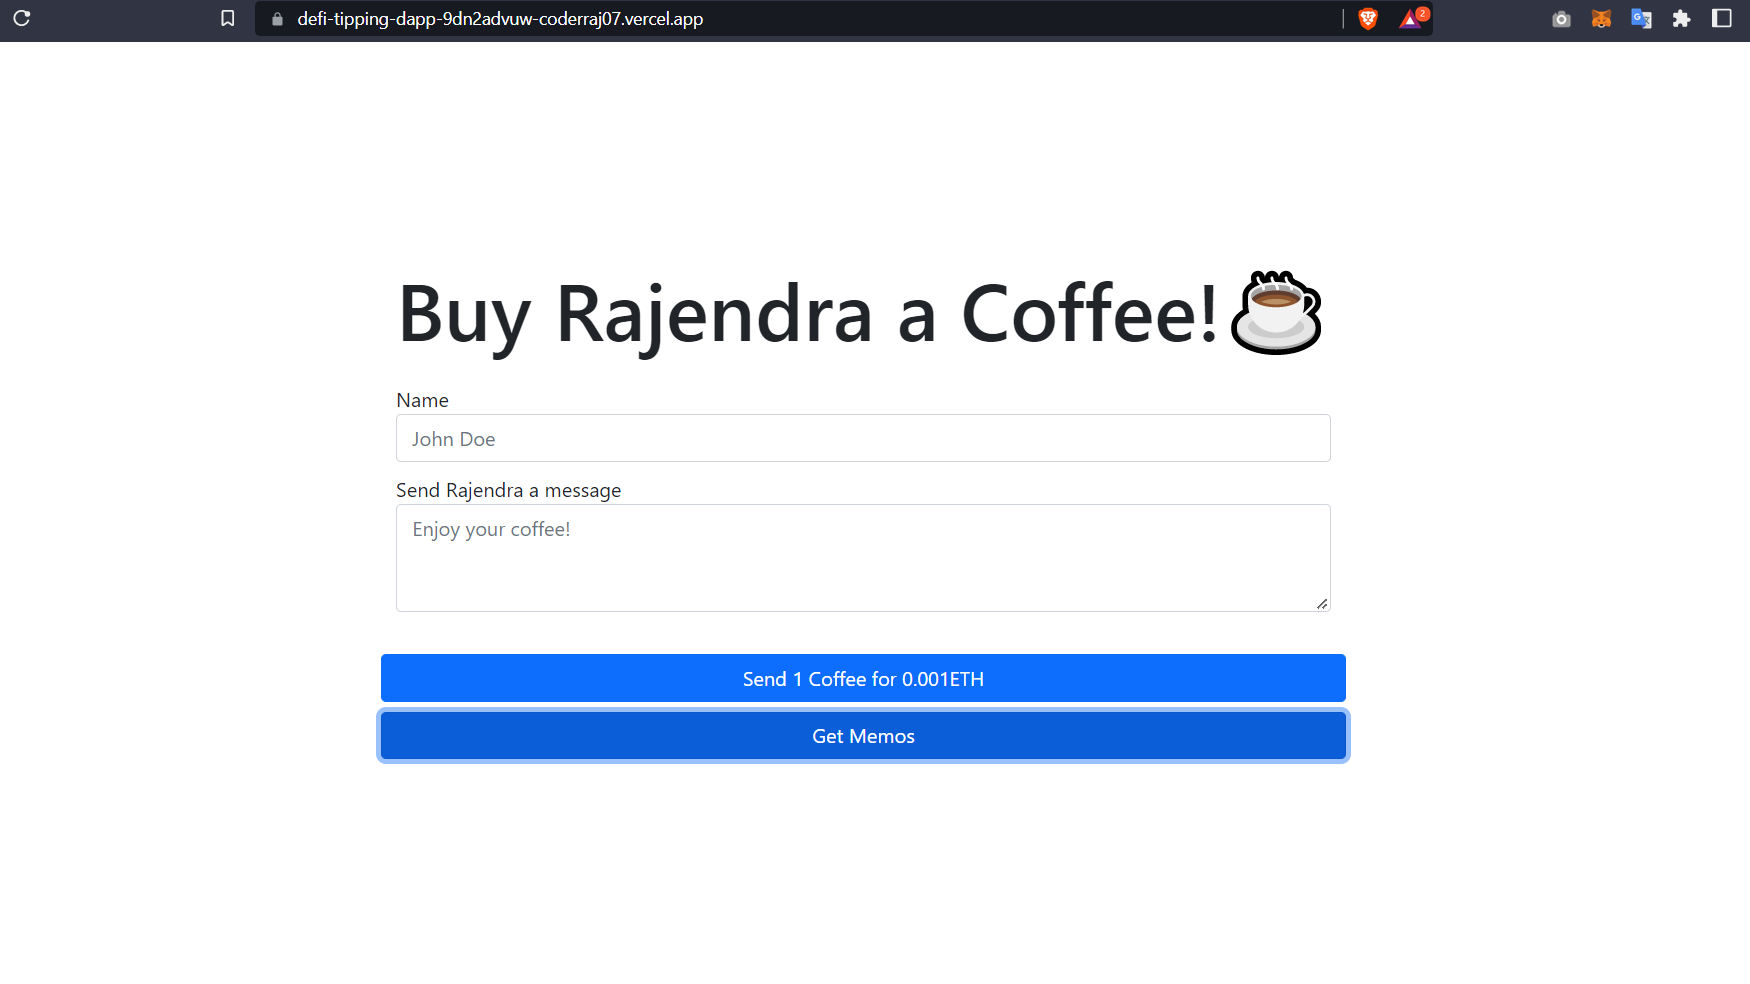 defi-tipping-dapp-9dn2advuw-coderraj07.vercel.app
2
G
Buy Rajendra a Coffee!
Name
John Doe
Send Rajendra a message
Enjoy your coffee!
Send 1 Coffee for 0.001ETH
Get Memos